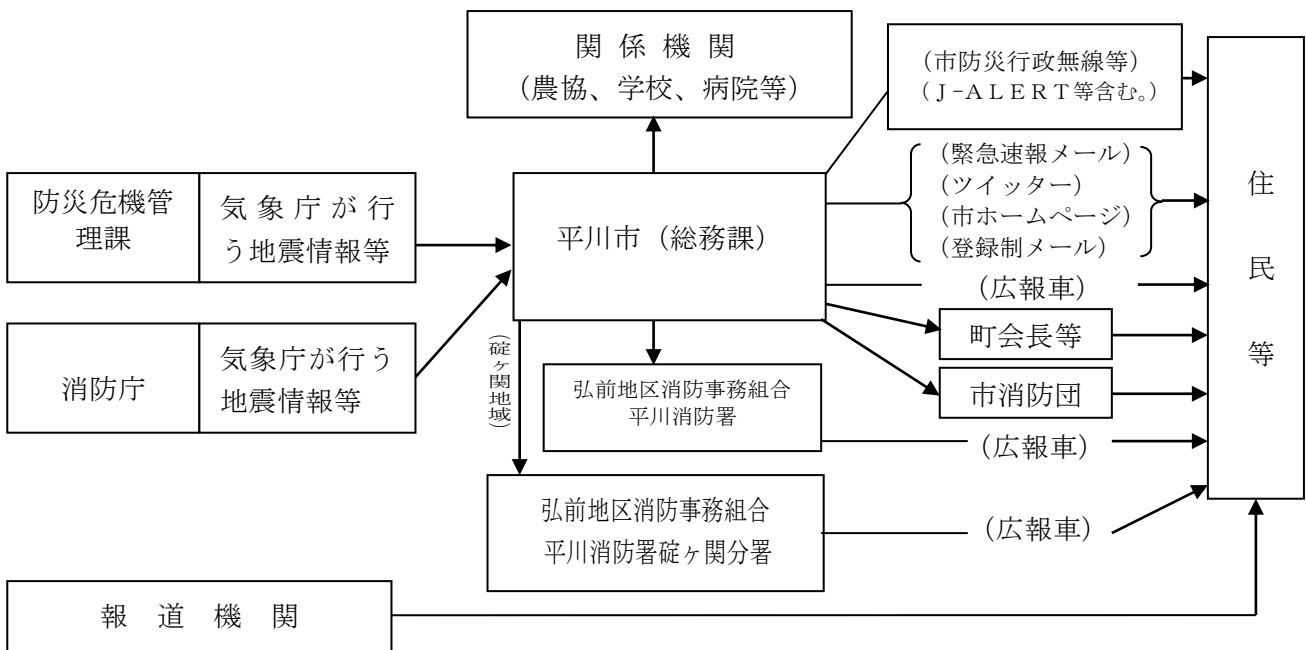 関係機関
(農協、学校、病院等)
(市防災行政無線等)
(J-ALERT等含む。)
住民等
(緊急速報メール)
(ツイッター)
(市ホームページ)
(登録制メール)
防災危機管
理課
気象庁が行
う地震情報等
平川市(総務課)
(広報車)
町会長等
消防庁
気象庁が行う
地震情報等
(碇ヶ関地域)
弘前地区消防事務組合
平川消防署
市消防団
(広報車)
弘前地区消防事務組合
平川消防署碇ヶ関分署
(広報車)
報道機関